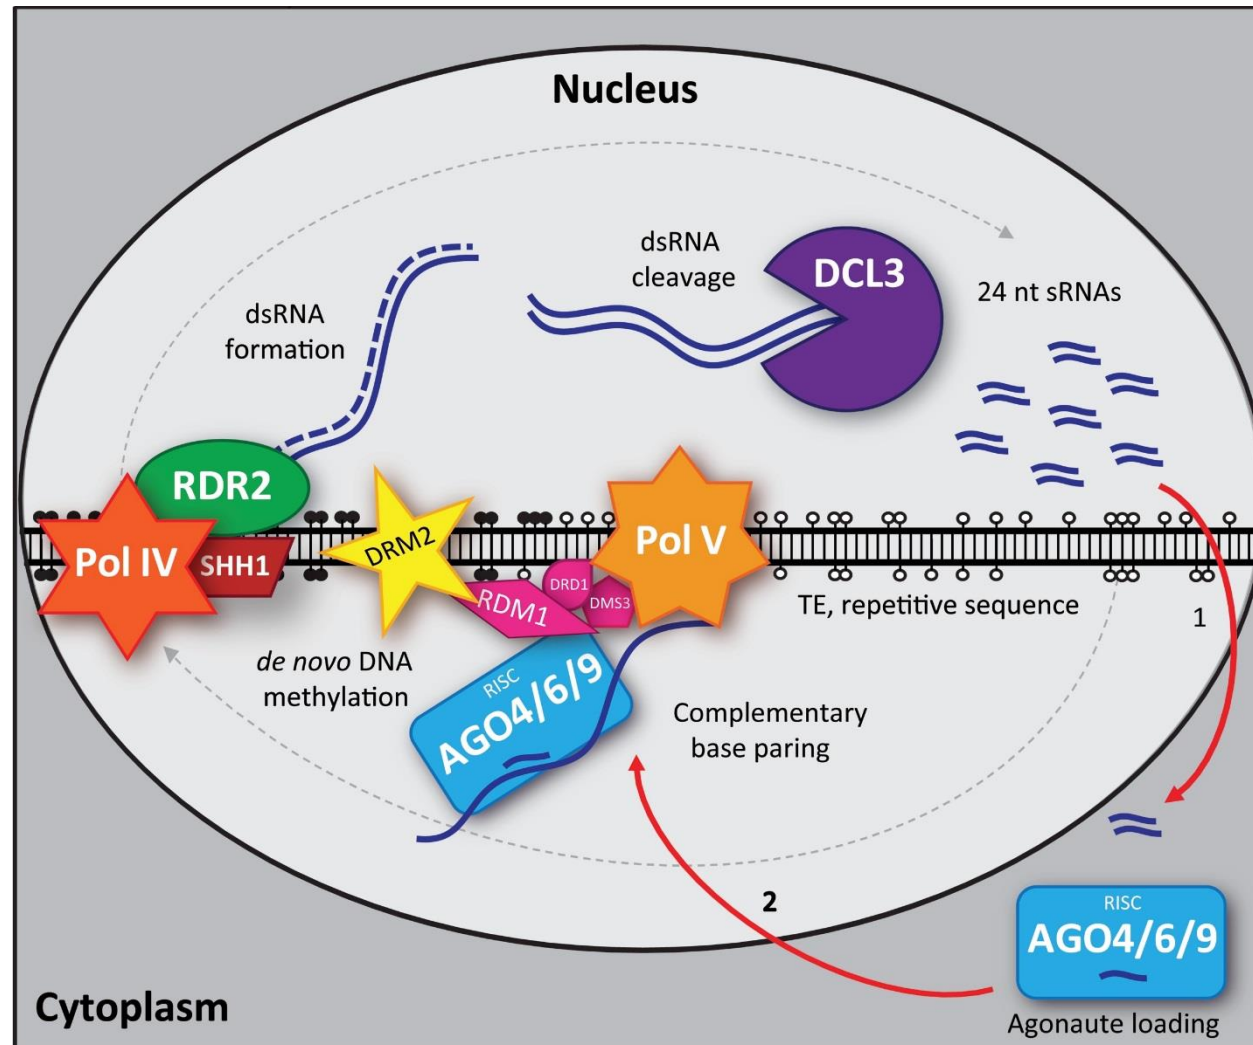 Nucleus
dsRNA
cleavage
DCL3
24 nt sRNAs
dsRNA
formation
RDR2
Pol IV
SHH1
DRM2
Pol V
DRD1
DMS3
RDM1
TE, repetitive sequence
1
de novo DNA
methylation
RISC
AGO4/6/9
Complementary
base paring
2
RISC
AGO4/6/9
Agonaute loading
Cytoplasm